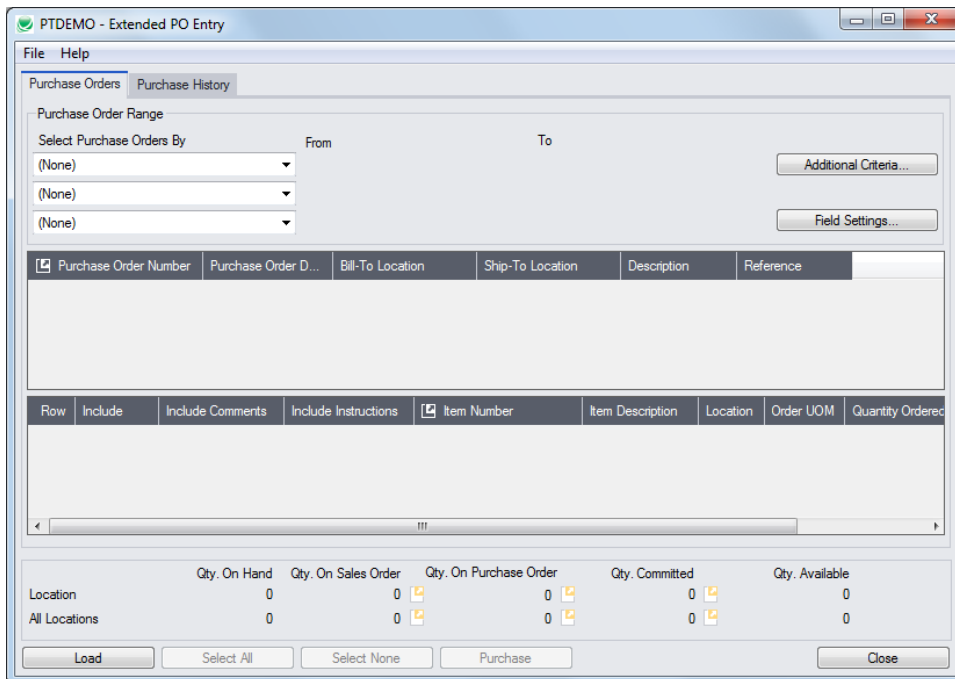 PTDEMO - Extended PO Entry
File Help
Purchase Orders Purchase History
Purchase Order Range
Select Purchase Orders By From To
(None) Additional Criteria...
(None)
(None) Field Settings...
Purchase Order Number Purchase Order D... Bill-To Location Ship-To Location Description Reference
Row Include Include Comments Include Instructions Item Number Item Description Location Order UOM Quantity Ordered
Qty. On Hand Qty. On Sales Order Qty. On Purchase Order Qty. Committed Qty. Available
Location 0 0 0 0 0
All Locations 0 0 0 0 0
Load Select All Select None Purchase Close